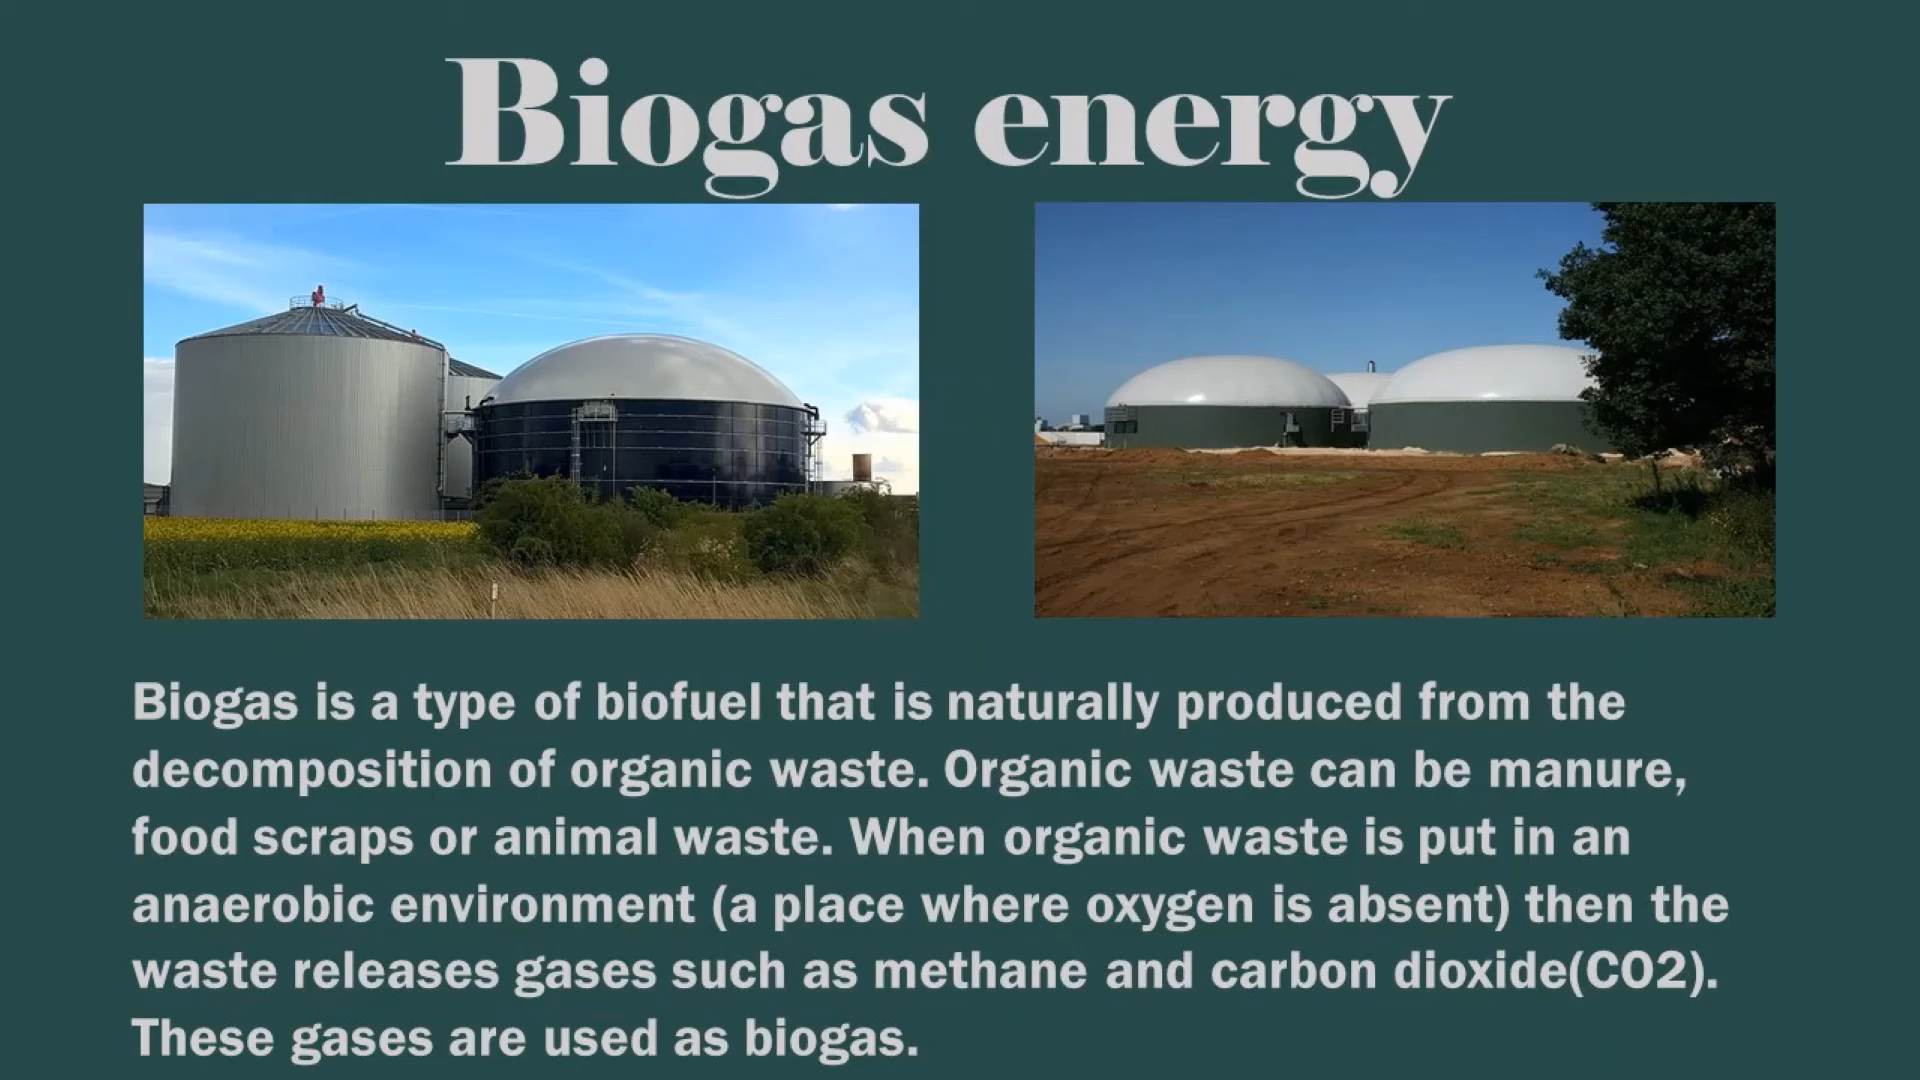 Biogas energy
Biogas is a type of biofuel that is naturally produced from the
decomposition of organic waste. Organic waste can be manure,
food scraps or animal waste. When organic waste is put in an
anaerobic environment (a place where oxygen is absent) then the
waste releases gases such as methane and carbon dioxide(CO2).
These gases are used as biogas.